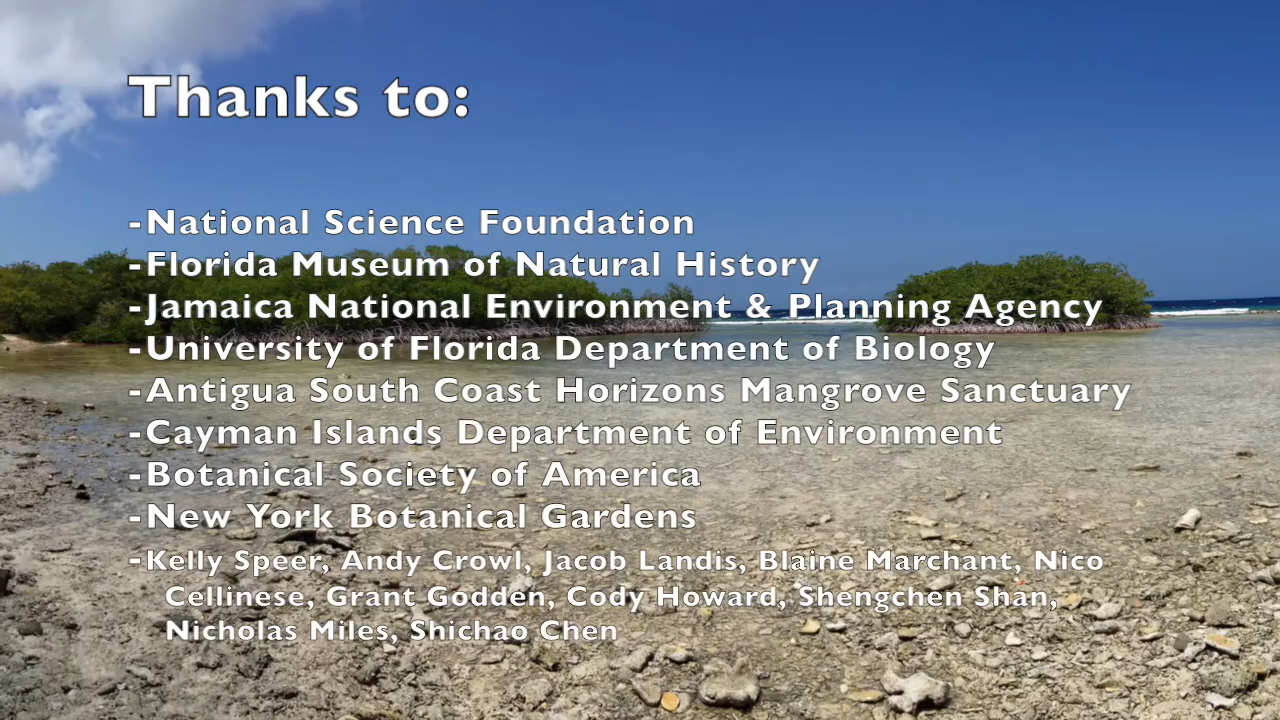 Thanks to:
-National Science Foundation
-Florida Museum of Natural History
-Jamaica National Environment & Planning Agency
-University of Florida Department of Biology
-Antigua South Coast Horizons Mangrove Sanctuary
-Cayman Islands Department of Environment
-Botanical Society of America
-New York Botanical Gardens
-Kelly Speer, Andy Crowl, Jacob Landis, Blaine Marchant, Nico
Cellinese, Grant Godden, Cody Howard, Shengchen Shan,
Nicholas Miles, Shichao Chen